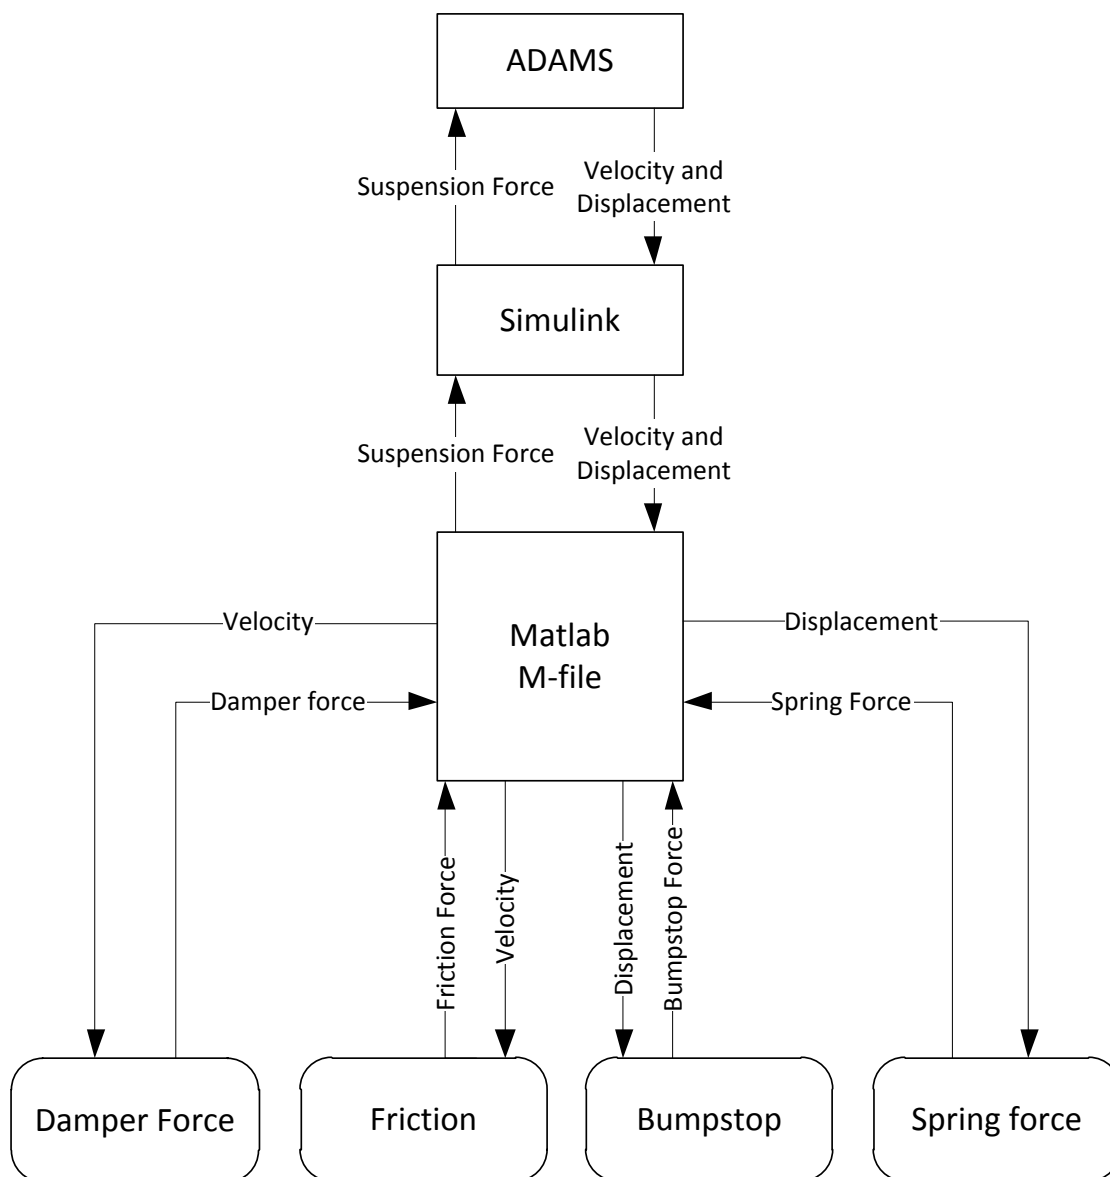 ADAMS
Suspension Force
Velocity and
Displacement
Simulink
Suspension Force
Velocity and
Displacement
Matlab
M-file
Velocity
Displacement
Damper force
Spring Force
Friction Force
Velocity
Displacement
Bumpstop Force
Damper Force
Friction
Bumpstop
Spring force